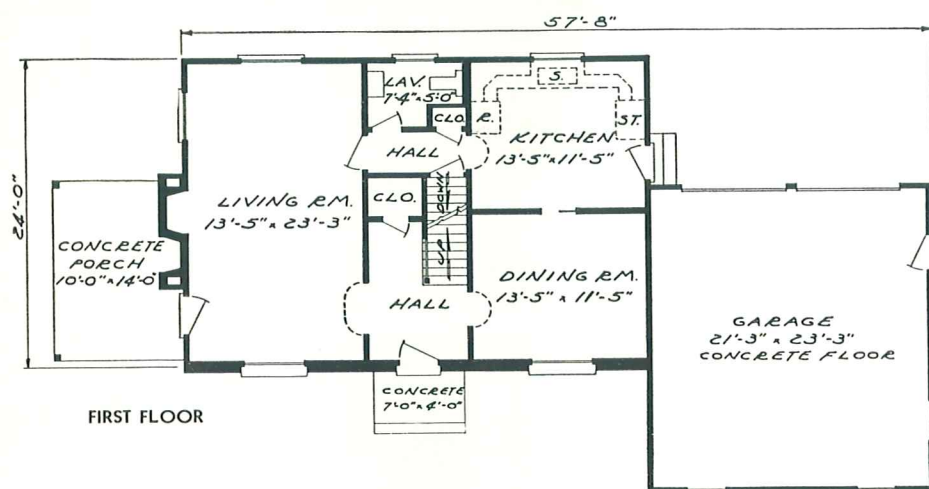 57'-8"
LAV.
7'-4" x 5'-0"
S.
CLO.
R.
ST.
KITCHEN
13'-5" x 11'-5"
HALL
24'-0"
LIVING RM.
13'-5" x 23'-3"
CLO.
DOWN
UP
CONCRETE
PORCH
10'-0" x 14'-0"
DINING RM.
13'-5" x 11'-5"
HALL
GARAGE
21'-3" x 23'-3"
CONCRETE FLOOR
CONCRETE
7'-0" x 4'-0"
FIRST FLOOR